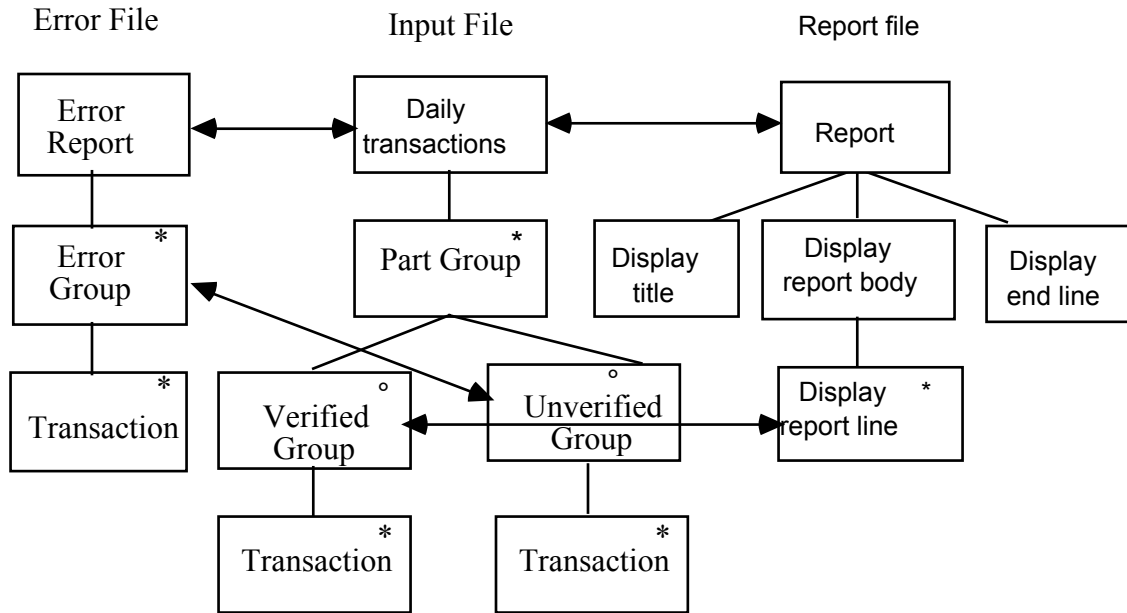 Error File
Input File
Report file
Error
Report
Daily
transactions
Report
*
Error
Group
*
Part Group
Display
title
Display
report body
Display
end line
*
Transaction
°
Verified
Group
°
Unverified
Group
Display *
report line
*
Transaction
*
Transaction